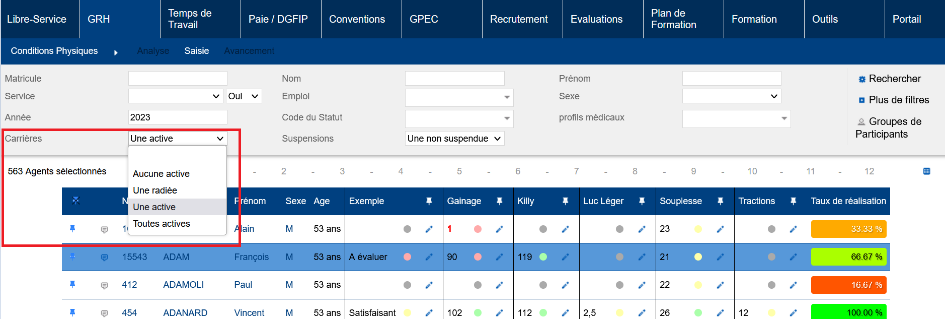 Libre-Service GRH Temps de Travail Paie / DGFIP Conventions GPEC Recrutement Evaluations Plan de Formation Formation Outils Portail
Conditions Physiques Analyse Saisie Avancement
Matricule Nom Prénom Rechercher
Service Oui Emploi Sexe Plus de filtres
Année 2023 Code du Statut profils médicaux Groupes de Participants
Carrières Une active Suspensions Une non suspendue
Aucune active
Une radiée
Une active
Toutes actives
563 Agents sélectionnés - 2 - 3 - 4 - 5 - 6 - 7 - 8 - 9 - 10 - 11 - 12
N Prénom Sexe Age Exemple Gainage Killy Luc Léger Souplesse Tractions Taux de réalisation
Alain M 53 ans 1 23 33.33 %
15543 ADAM François M 53 ans A évaluer 90 119 21 66.67 %
412 ADAMOLI Paul M 53 ans 22 16.67 %
454 ADANARD Vincent M 53 ans Satisfaisant 102 112 2,5 26 12 100.00 %